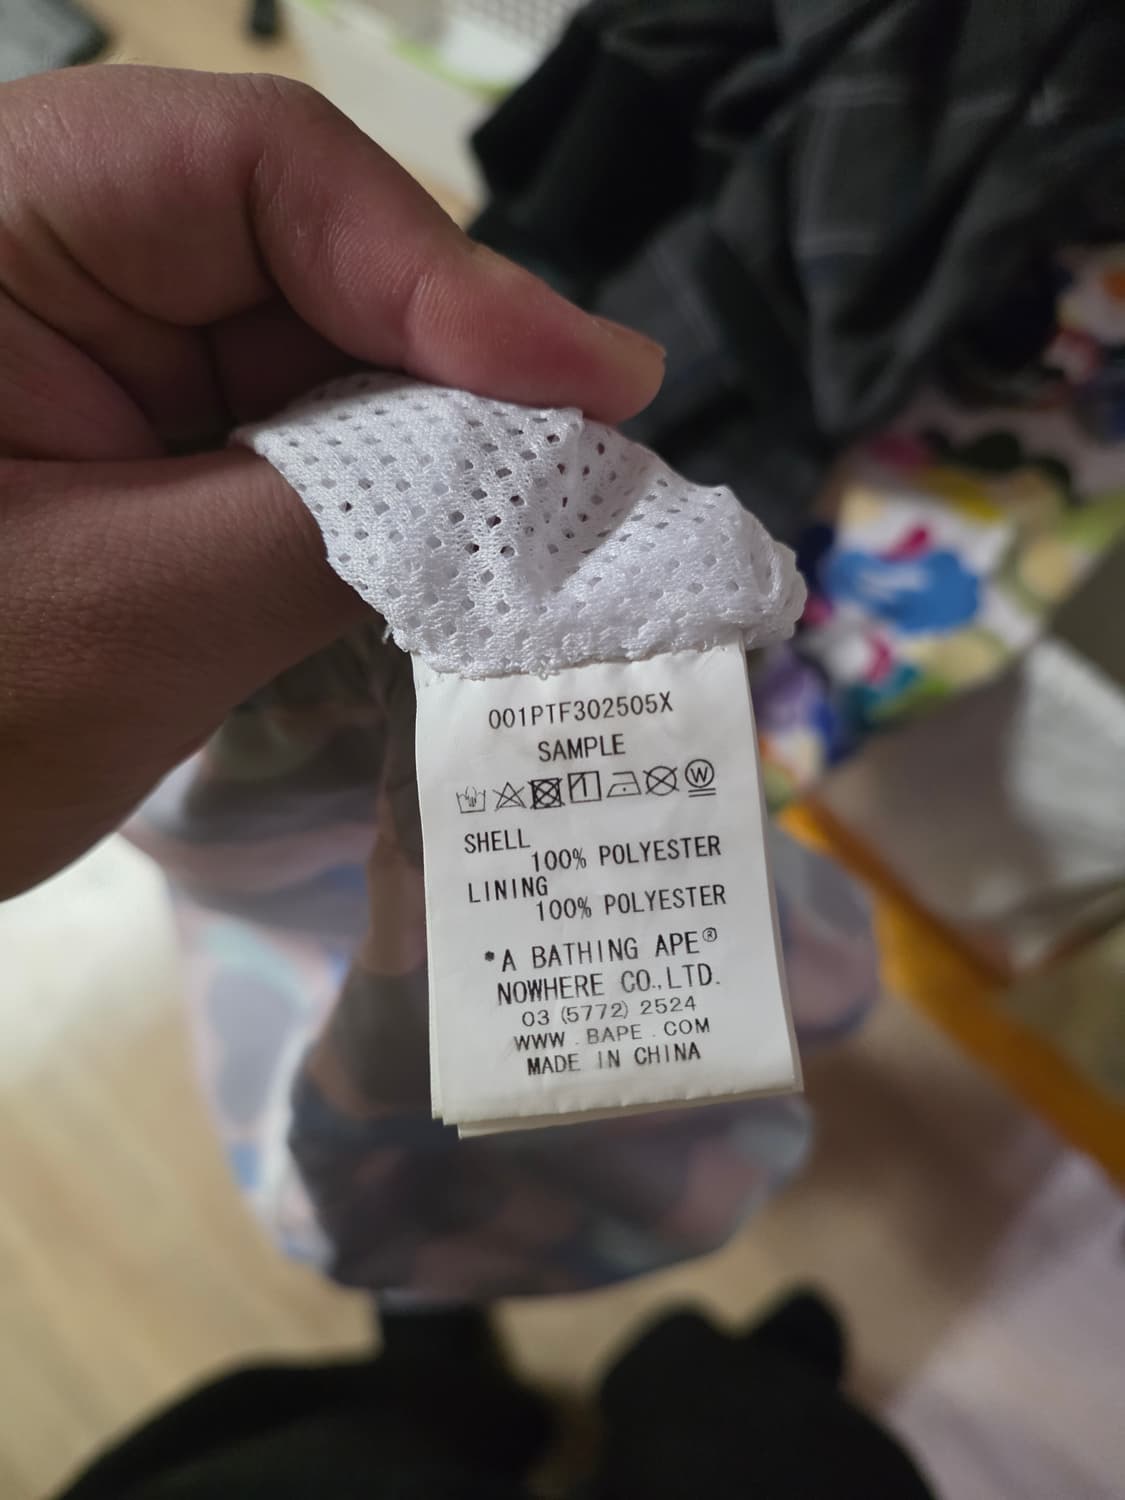 001PTF302505X
SAMPLE
W
SHELL
100% POLYESTER
LINING
100% POLYESTER
*A BATHING APE®
NOWHERE CO.,LTD.
03 (5772) 2524
WWW.BAPE.COM
MADE IN CHINA